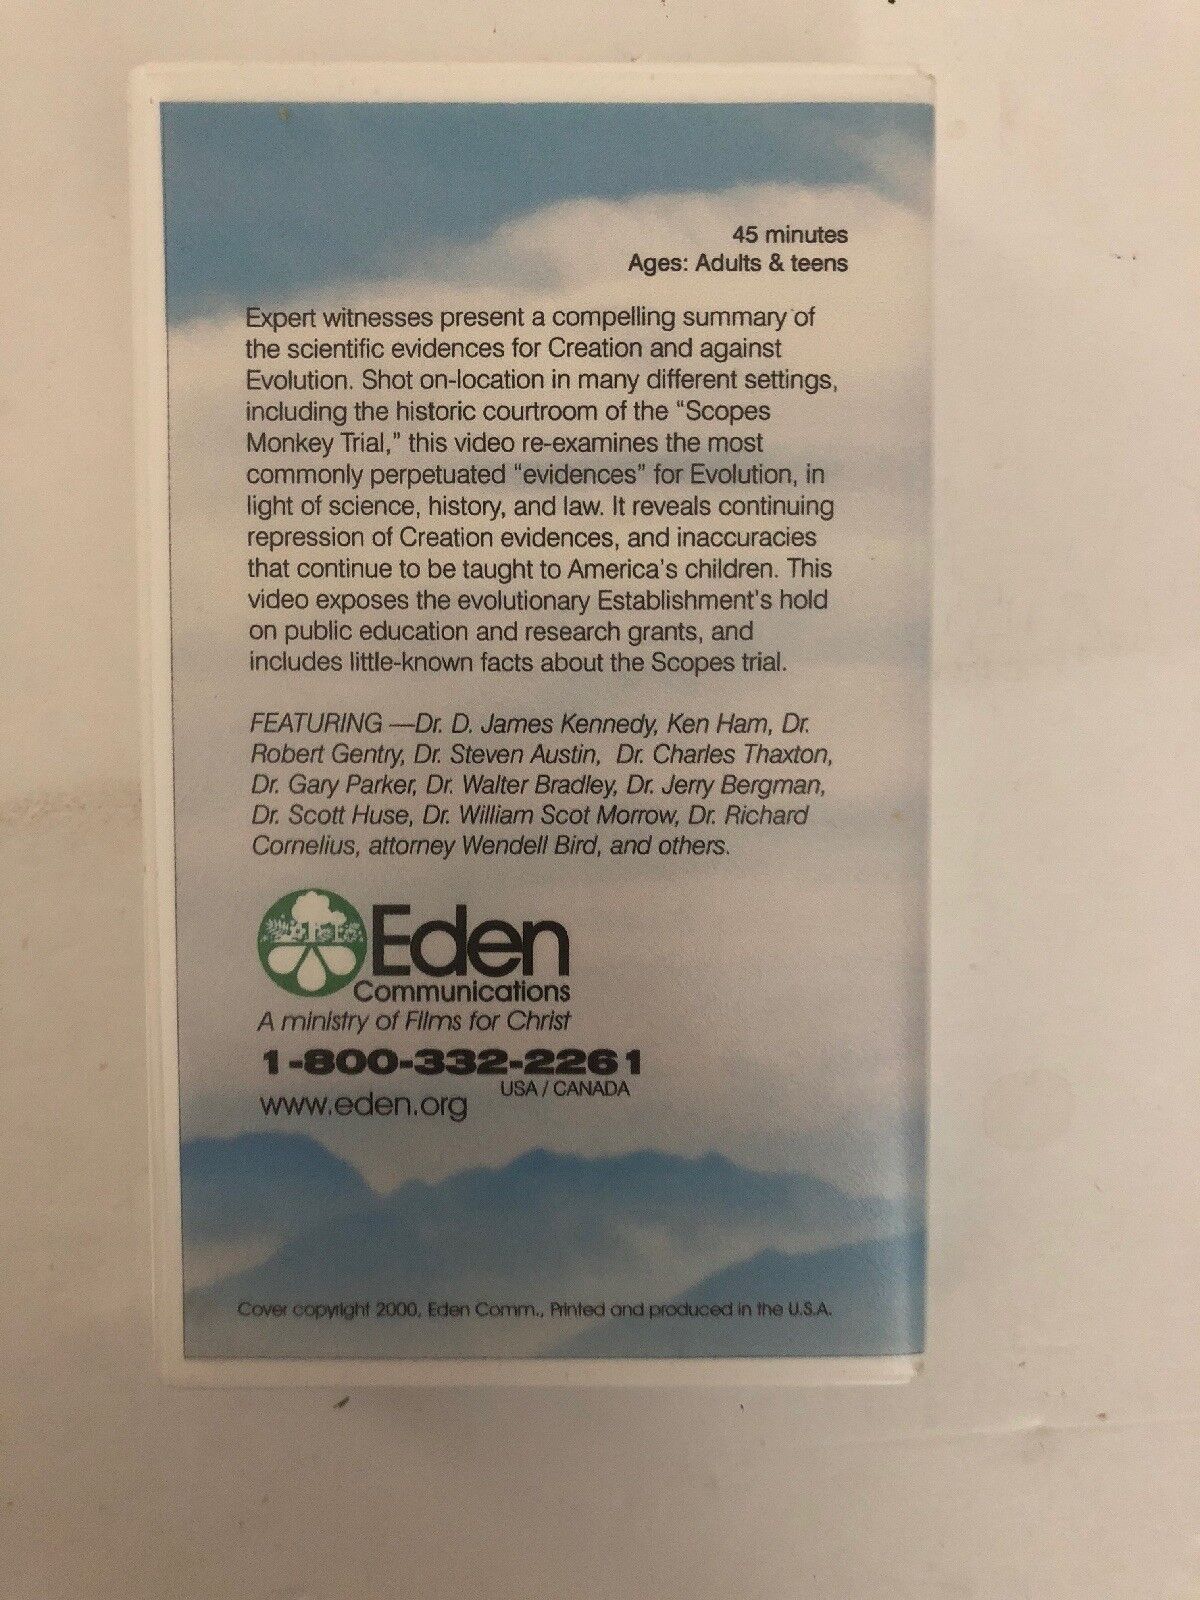 45 minutes
Ages: Adults & teens
Expert witnesses present a compelling summary of
the scientific evidences for Creation and against
Evolution. Shot on-location in many different settings,
including the historic courtroom of the “Scopes
Monkey Trial,” this video re-examines the most
commonly perpetuated “evidences” for Evolution, in
light of science, history, and law. It reveals continuing
repression of Creation evidences, and inaccuracies
that continue to be taught to America's children. This
video exposes the evolutionary Establishment's hold
on public education and research grants, and
includes little-known facts about the Scopes trial.
FEATURING —Dr. D. James Kennedy, Ken Ham, Dr.
Robert Gentry, Dr. Steven Austin, Dr. Charles Thaxton,
Dr. Gary Parker, Dr. Walter Bradley, Dr. Jerry Bergman,
Dr. Scott Huse, Dr. William Scot Morrow, Dr. Richard
Cornelius, attorney Wendell Bird, and others.
Eden
Communications
A ministry of Films for Christ
1-800-332-2261
USA / CANADA
www.eden.org
Cover copyright 2000, Eden Comm., Printed and produced in the U.S.A.